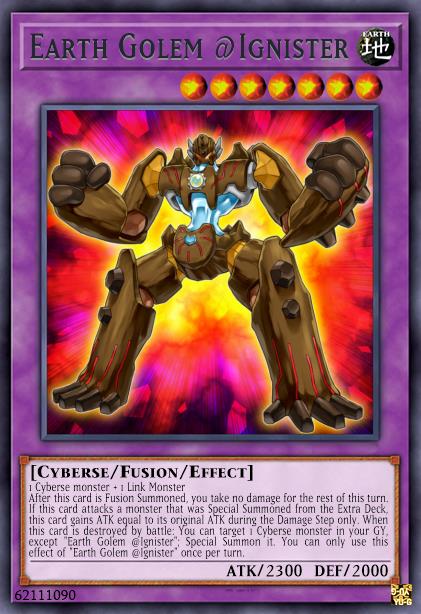 Earth Golem @Ignister
EARTH
地
[Cyberse/Fusion/Effect]
1 Cyberse monster + 1 Link Monster
After this card is Fusion Summoned, you take no damage for the rest of this turn.
If this card attacks a monster that was Special Summoned from the Extra Deck,
this card gains ATK equal to its original ATK during the Damage Step only. When
this card is destroyed by battle: You can target 1 Cyberse monster in your GY,
except "Earth Golem @Ignister"; Special Summon it. You can only use this
effect of "Earth Golem @Ignister" once per turn.
ATK/2300 DEF/2000
62111090